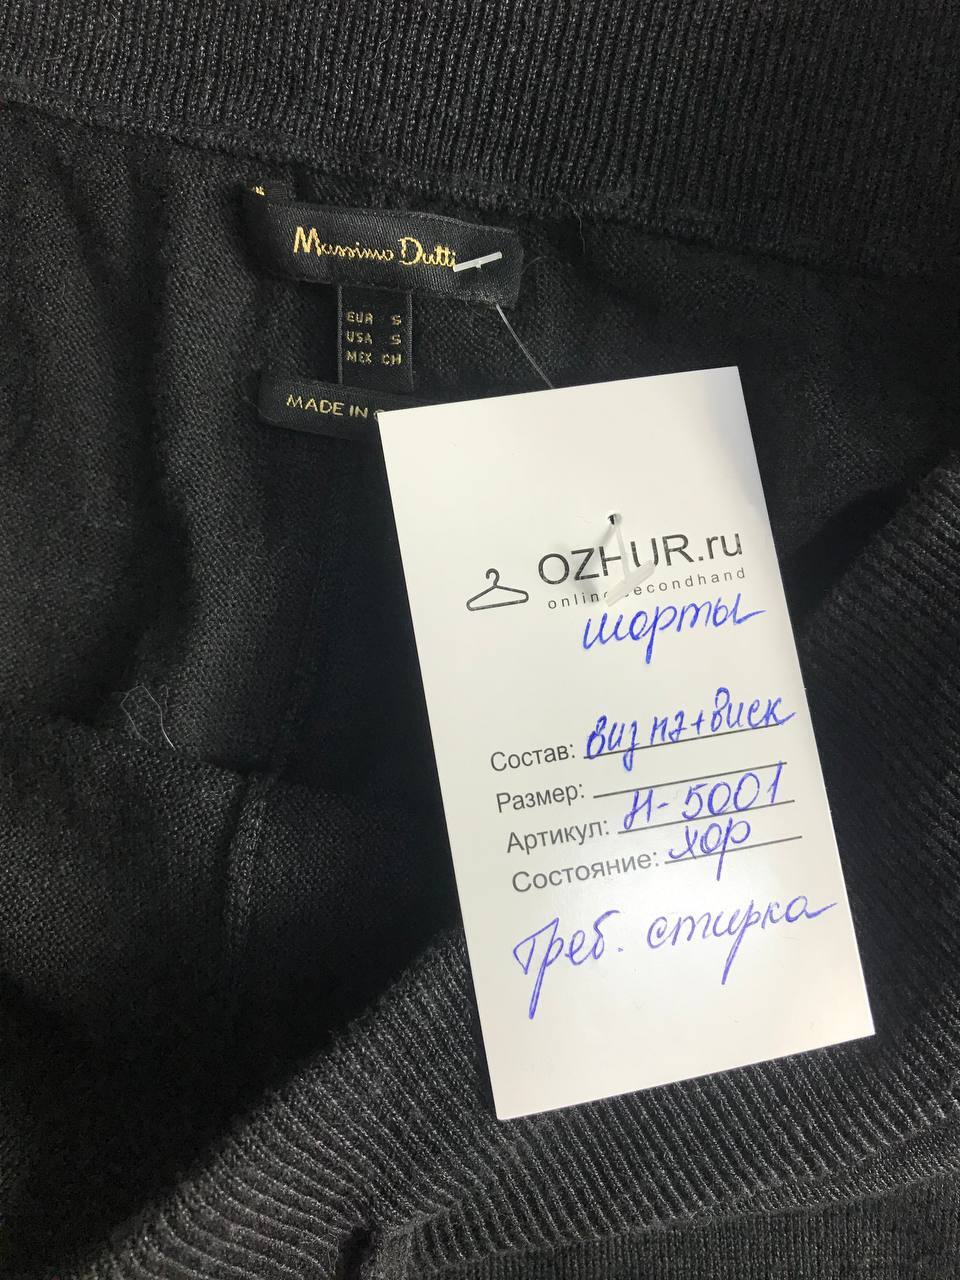 Massimo Dutti
EUR S
USA S
MEX CH
MADE IN
OZHUR.ru
online secondhand
шорты
Состав: виз пэ+виск
Размер:
Артикул: Н-5001
Состояние: хор
Треб. стирка